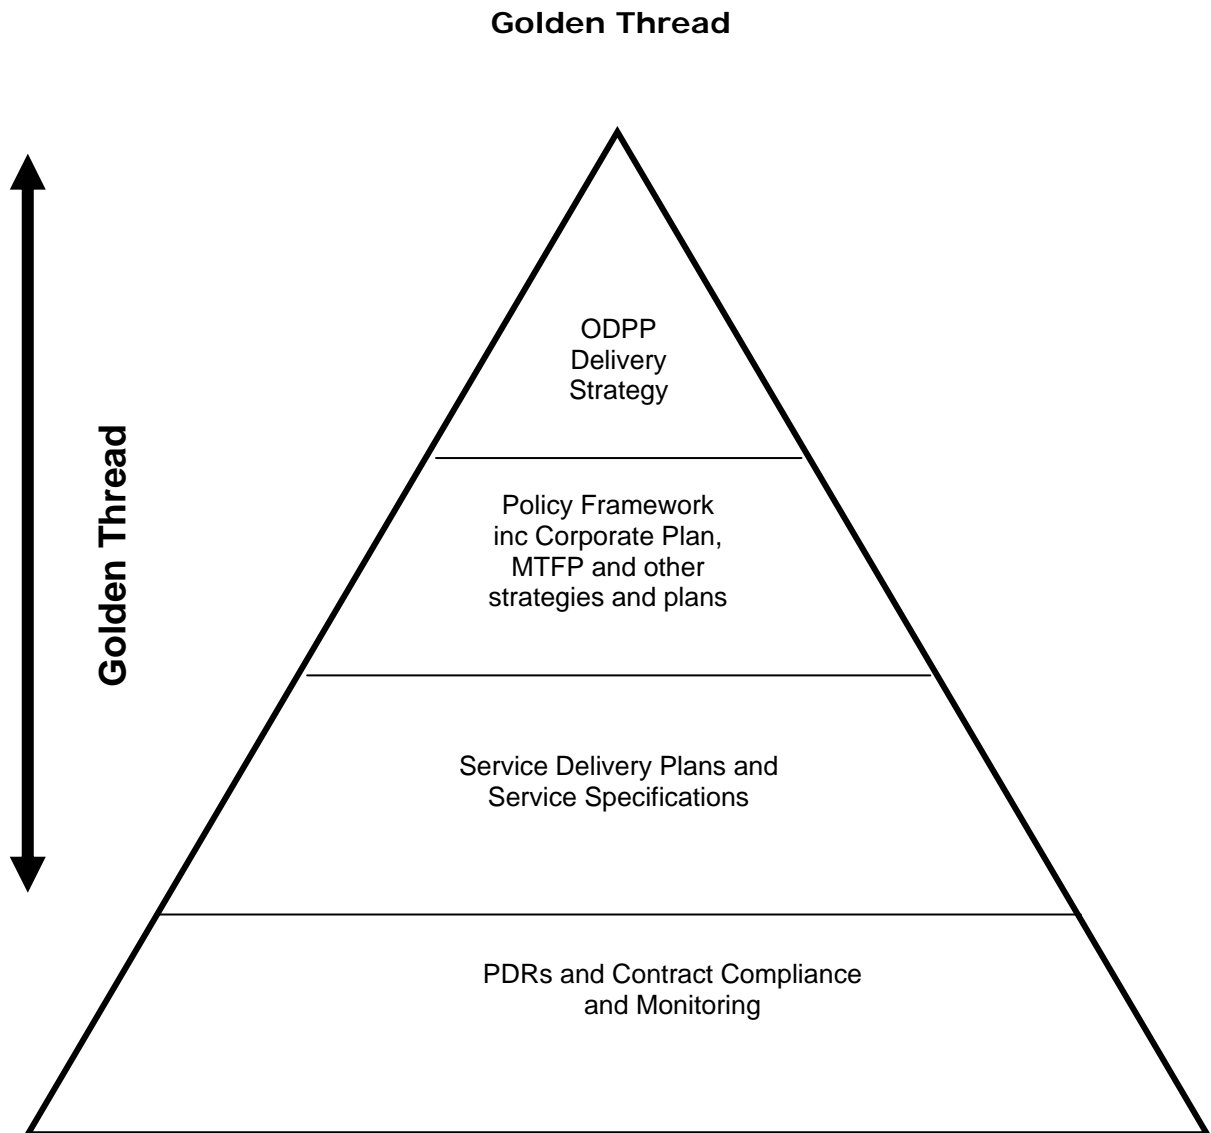 Golden Thread
Golden Thread
ODPP
Delivery
Strategy
Policy Framework
inc Corporate Plan,
MTFP and other
strategies and plans
Service Delivery Plans and
Service Specifications
PDRs and Contract Compliance
and Monitoring